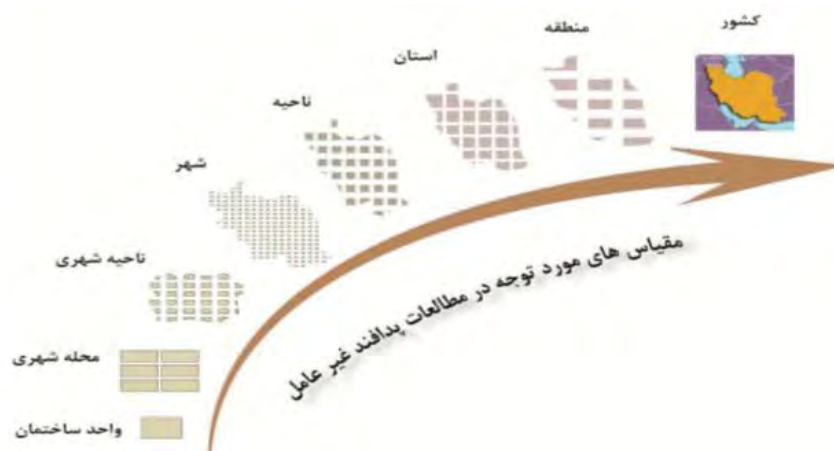 کشور
منطقه
استان
ناحیه
شهر
ناحیه شهری
محله شهری
واحد ساختمان
مقیاس های مورد توجه در مطالعات پدافند غیر عامل